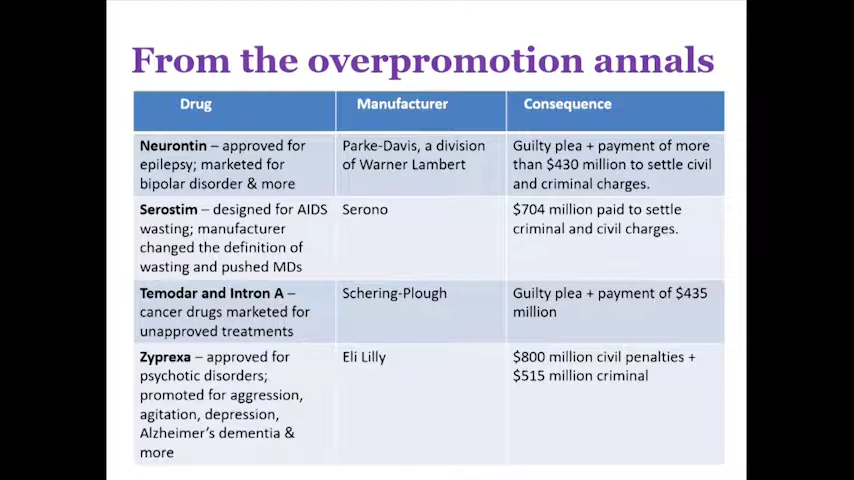 From the overpromotion annals
Drug Manufacturer Consequence
Neurontin – approved for
epilepsy; marketed for
bipolar disorder & more
Parke-Davis, a division
of Warner Lambert
Guilty plea + payment of more
than $430 million to settle civil
and criminal charges.
Serostim – designed for AIDS
wasting; manufacturer
changed the definition of
wasting and pushed MDs
Serono
$704 million paid to settle
criminal and civil charges.
Temodar and Intron A –
cancer drugs marketed for
unapproved treatments
Schering-Plough
Guilty plea + payment of $435
million
Zyprexa – approved for
psychotic disorders;
promoted for aggression,
agitation, depression,
Alzheimer's dementia &
more
Eli Lilly
$800 million civil penalties +
$515 million criminal